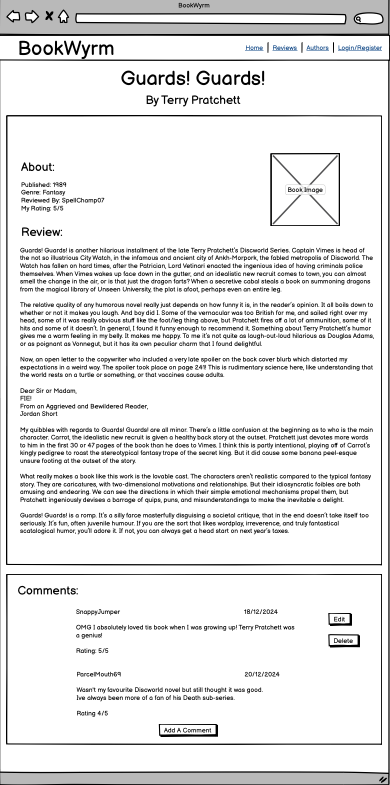 BookWyrm
BookWyrm
Home | Reviews | Authors | Login/Register
Guards! Guards!
By Terry Pratchett
About:
Published: 1989
Genre: Fantasy
Reviewed By: SpellChamp07
My Rating: 5/5
Book Image
Review:
Guards! Guards! is another hilarious installment of the late Terry Pratchett's Discworld Series. Captain Vimes is head of
the not so illustrious City Watch, in the infamous and ancient city of Ankh-Morpork, the fabled metropolis of Discworld. The
Watch has fallen on hard times, after the Patrician, Lord Vetinari enacted the ingenious idea of having criminals police
themselves. When Vimes wakes up face down in the gutter, and an idealistic new recruit comes to town, you can almost
smell the change in the air, or is that just the dragon farts? When a secretive cabal steals a book on summoning dragons
from the magical library of Unseen University, the plot is afoot, perhaps even an entire leg.
The relative quality of any humorous novel really just depends on how funny it is, in the reader's opinion. It all boils down to
whether or not it makes you laugh. And boy did I. Some of the vernacular was too British for me, and sailed right over my
head, some of it was really obvious stuff like the foot/leg thing above, but Pratchett fires off a lot of ammunition, some of it
hits and some of it doesn't. In general, I found it funny enough to recommend it. Something about Terry Pratchett's humor
gives me a warm feeling in my belly. It makes me happy. To me it's not quite as laugh-out-loud hilarious as Douglas Adams,
or as poignant as Vonnegut, but it has its own peculiar charm that I found delightful.
Now, an open letter to the copywriter who included a very late spoiler on the back cover blurb which distorted my
expectations in a weird way. The spoiler took place on page 241! This is rudimentary science here, like understanding that
the world rests on a turtle or something, or that vaccines cause adults.
Dear Sir or Madam,
FIE!
From an Aggrieved and Bewildered Reader,
Jordan Short
My quibbles with regards to Guards! Guards! are all minor. There's a little confusion at the beginning as to who is the main
character. Carrot, the idealistic new recruit is given a healthy back story at the outset. Pratchett just devotes more words
to him in the first 30 or 47 pages of the book than he does to Vimes. I think this is partly intentional, playing off of Carrot's
kingly pedigree to roast the stereotypical fantasy trope of the secret king. But it did cause some banana peel-esque
unsure footing at the outset of the story.
What really makes a book like this work is the lovable cast. The characters aren't realistic compared to the typical fantasy
story. They are caricatures, with two-dimensional motivations and relationships. But their idiosyncratic foibles are both
amusing and endearing. We can see the directions in which their simple emotional mechanisms propel them, but
Pratchett ingeniously devises a barrage of quips, puns, and misunderstandings to make the inevitable a delight.
Guards! Guards! is a romp. It's a silly farce masterfully disguising a societal critique, that in the end doesn't take itself too
seriously. It's fun, often juvenile humour. If you are the sort that likes wordplay, irreverence, and truly fantastical
scatological humor, you'll adore it. If not, you can always get a head start on next year's taxes.
Comments:
SnappyJumper 18/12/2024
OMG I absolutely loved tis book when I was growing up! Terry Pratchett was
a genius!
Rating: 5/5
Edit
Delete
ParcelMouth69 20/12/2024
Wasn't my favourite Discworld novel but still thought it was good.
Ive always been more of a fan of his Death sub-series.
Rating 4/5
Add A Comment